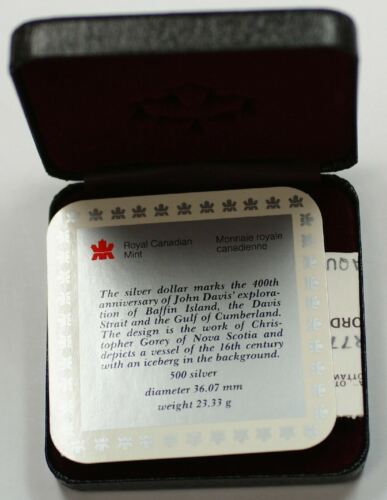 Royal Canadian
Mint
Monnaie royale
canadienne
The silver dollar marks the 400th
anniversary of John Davis' explora-
tion of Baffin Island, the Davis
Strait and the Gulf of Cumberland.
The design is the work of Chris-
topher Gorey of Nova Scotia and
depicts a vessel of the 16th century
with an iceberg in the background.
500 silver
diameter 36.07 mm
weight 23.33 g